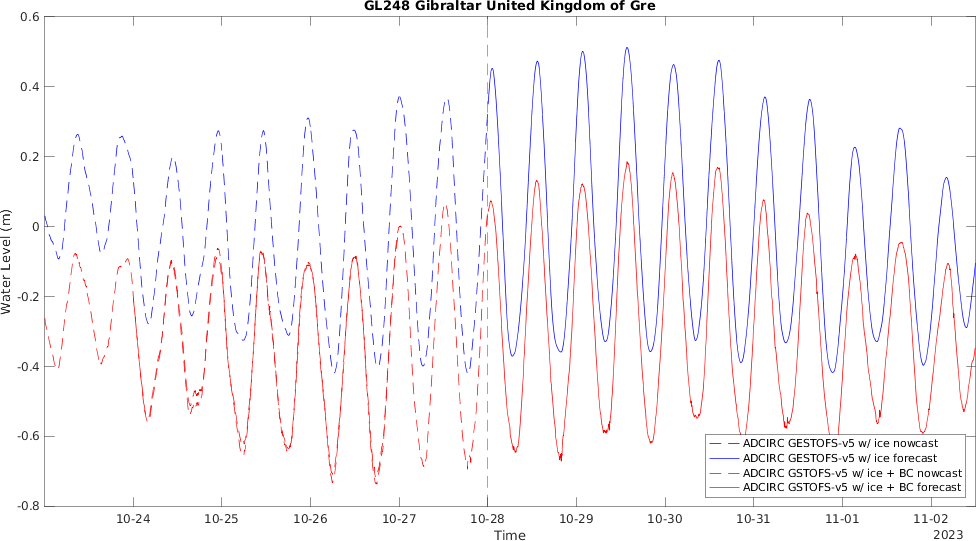 GL248 Gibraltar United Kingdom of Gre
0.6
0.4
0.2
0
-0.2
-0.4
-0.6
-0.8
Water Level (m)
ADCIRC GESTOFS-v5 w/ ice nowcast
ADCIRC GESTOFS-v5 w/ ice forecast
ADCIRC GSTOFS-v5 w/ ice + BC nowcast
ADCIRC GSTOFS-v5 w/ ice + BC forecast
10-24 10-25 10-26 10-27 10-28 10-29 10-30 10-31 11-01 11-02
Time
2023